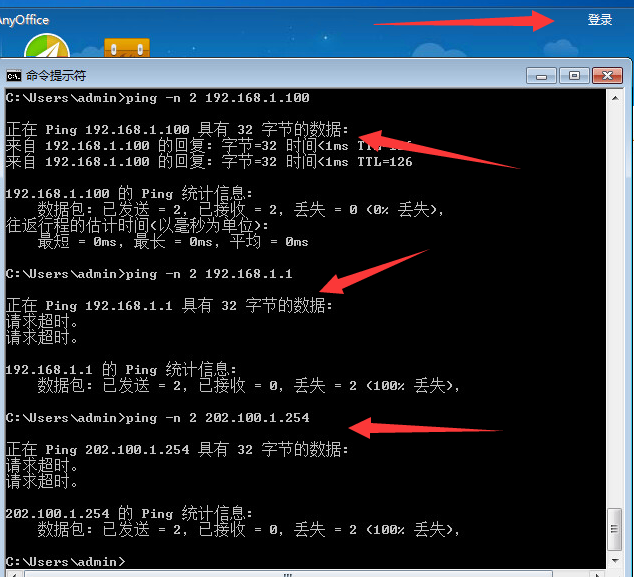 AnyOffice
登录
命令提示符
C:\Users\admin>ping -n 2 192.168.1.100
正在 Ping 192.168.1.100 具有 32 字节的数据:
来自 192.168.1.100 的回复: 字节=32 时间<1ms
来自 192.168.1.100 的回复: 字节=32 时间<1ms TTL=126
192.168.1.100 的 Ping 统计信息:
数据包: 已发送 = 2，已接收 = 2，丢失 = 0 (0% 丢失)，
往返行程的估计时间(以毫秒为单位):
最短 = 0ms，最长 = 0ms，平均 = 0ms
C:\Users\admin>ping -n 2 192.168.1.1
正在 Ping 192.168.1.1 具有 32 字节的数据:
请求超时。
请求超时。
192.168.1.1 的 Ping 统计信息:
数据包: 已发送 = 2，已接收 = 0，丢失 = 2 (100% 丢失)，
C:\Users\admin>ping -n 2 202.100.1.254
正在 Ping 202.100.1.254 具有 32 字节的数据:
请求超时。
请求超时。
202.100.1.254 的 Ping 统计信息:
数据包: 已发送 = 2，已接收 = 0，丢失 = 2 (100% 丢失)，
C:\Users\admin>